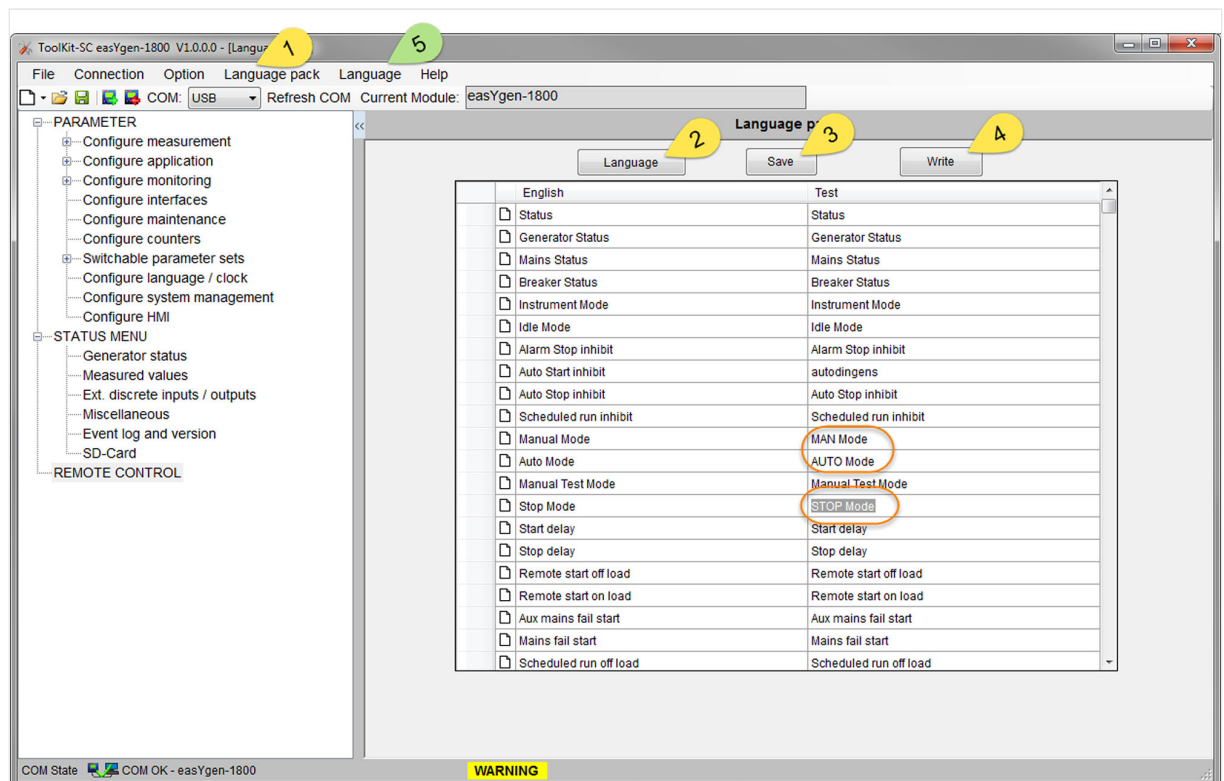 ToolKit-SC easYgen-1800 V1.0.0.0 - [Langua
1
5
File Connection Option Language pack Language Help
COM: USB Refresh COM Current Module: easYgen-1800
PARAMETER
Configure measurement
Configure application
Configure monitoring
Configure interfaces
Configure maintenance
Configure counters
Switchable parameter sets
Configure language / clock
Configure system management
Configure HMI
STATUS MENU
Generator status
Measured values
Ext. discrete inputs / outputs
Miscellaneous
Event log and version
SD-Card
REMOTE CONTROL
<<
Language p
2
3
4
Language Save Write
English Test
Status Status
Generator Status Generator Status
Mains Status Mains Status
Breaker Status Breaker Status
Instrument Mode Instrument Mode
Idle Mode Idle Mode
Alarm Stop inhibit Alarm Stop inhibit
Auto Start inhibit autodingens
Auto Stop inhibit Auto Stop inhibit
Scheduled run inhibit Scheduled run inhibit
Manual Mode MAN Mode
Auto Mode AUTO Mode
Manual Test Mode Manual Test Mode
Stop Mode STOP Mode
Start delay Start delay
Stop delay Stop delay
Remote start off load Remote start off load
Remote start on load Remote start on load
Aux mains fail start Aux mains fail start
Mains fail start Mains fail start
Scheduled run off load Scheduled run off load
COM State COM OK - easYgen-1800 WARNING